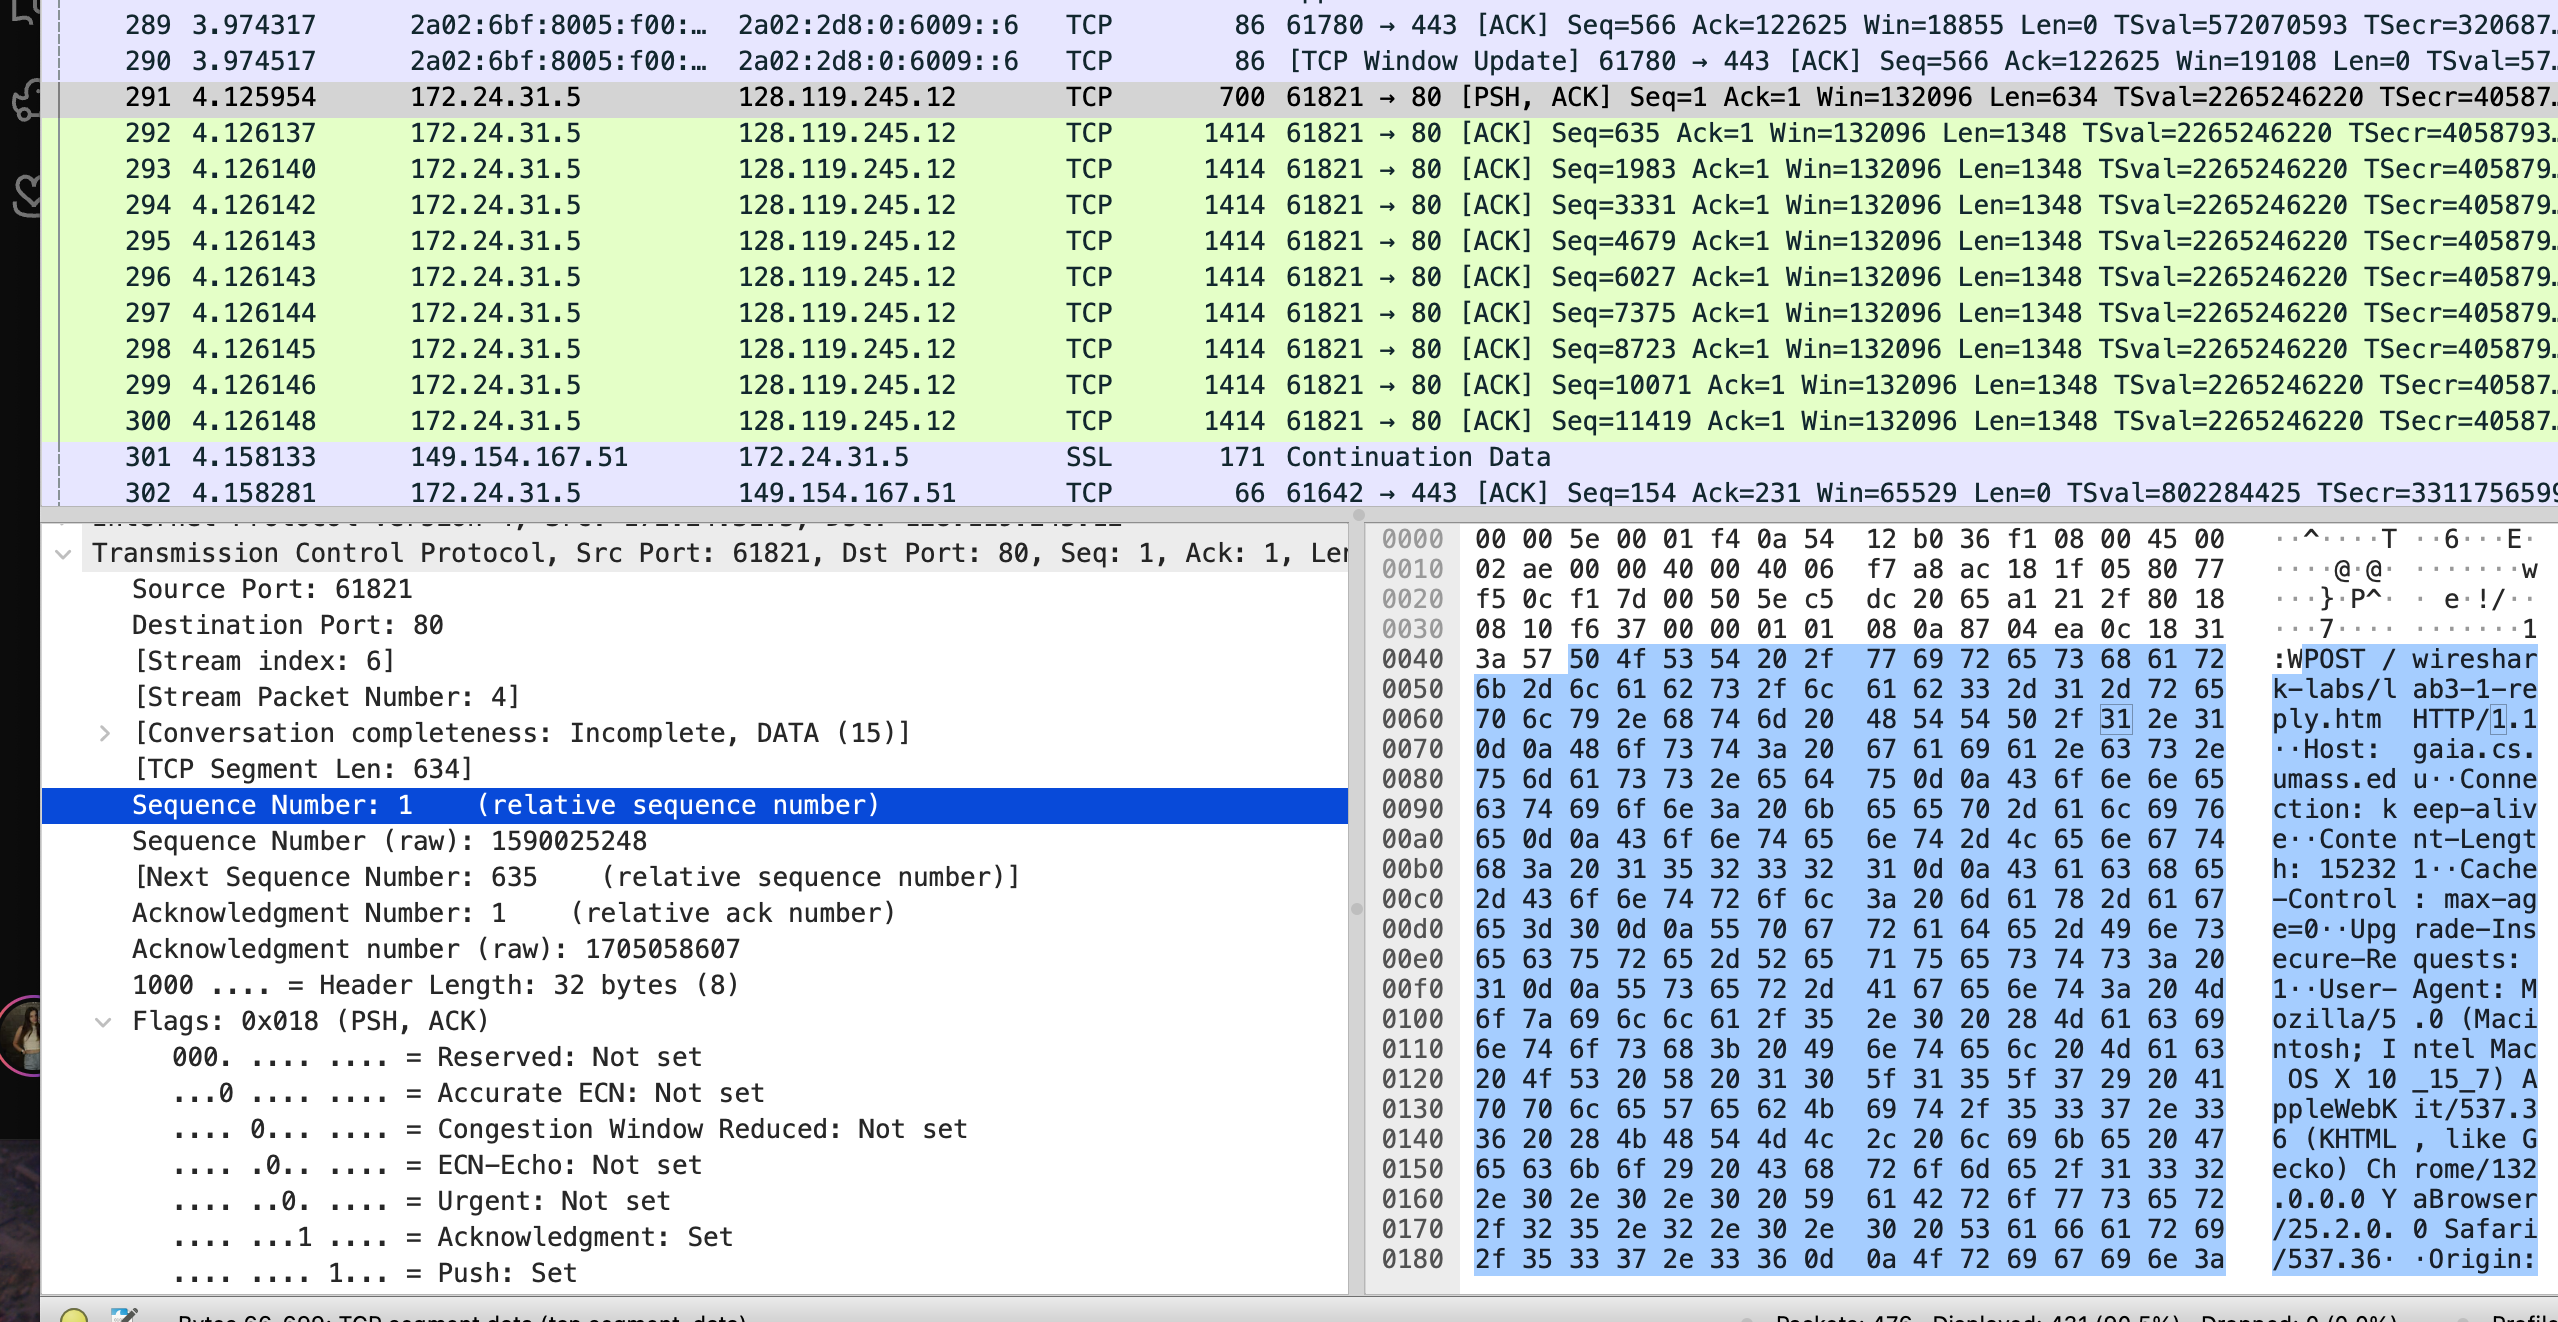 289 3.974317 2a02:6bf:8005:f00:… 2a02:2d8:0:6009::6 TCP 86 61780 → 443 [ACK] Seq=566 Ack=122625 Win=18855 Len=0 TSval=572070593 TSecr=320687…
290 3.974517 2a02:6bf:8005:f00:… 2a02:2d8:0:6009::6 TCP 86 [TCP Window Update] 61780 → 443 [ACK] Seq=566 Ack=122625 Win=19108 Len=0 TSval=57…
291 4.125954 172.24.31.5 128.119.245.12 TCP 700 61821 → 80 [PSH, ACK] Seq=1 Ack=1 Win=132096 Len=634 TSval=2265246220 TSecr=40587…
292 4.126137 172.24.31.5 128.119.245.12 TCP 1414 61821 → 80 [ACK] Seq=635 Ack=1 Win=132096 Len=1348 TSval=2265246220 TSecr=4058793…
293 4.126140 172.24.31.5 128.119.245.12 TCP 1414 61821 → 80 [ACK] Seq=1983 Ack=1 Win=132096 Len=1348 TSval=2265246220 TSecr=405879…
294 4.126142 172.24.31.5 128.119.245.12 TCP 1414 61821 → 80 [ACK] Seq=3331 Ack=1 Win=132096 Len=1348 TSval=2265246220 TSecr=405879…
295 4.126143 172.24.31.5 128.119.245.12 TCP 1414 61821 → 80 [ACK] Seq=4679 Ack=1 Win=132096 Len=1348 TSval=2265246220 TSecr=405879…
296 4.126143 172.24.31.5 128.119.245.12 TCP 1414 61821 → 80 [ACK] Seq=6027 Ack=1 Win=132096 Len=1348 TSval=2265246220 TSecr=405879…
297 4.126144 172.24.31.5 128.119.245.12 TCP 1414 61821 → 80 [ACK] Seq=7375 Ack=1 Win=132096 Len=1348 TSval=2265246220 TSecr=405879…
298 4.126145 172.24.31.5 128.119.245.12 TCP 1414 61821 → 80 [ACK] Seq=8723 Ack=1 Win=132096 Len=1348 TSval=2265246220 TSecr=405879…
299 4.126146 172.24.31.5 128.119.245.12 TCP 1414 61821 → 80 [ACK] Seq=10071 Ack=1 Win=132096 Len=1348 TSval=2265246220 TSecr=40587…
300 4.126148 172.24.31.5 128.119.245.12 TCP 1414 61821 → 80 [ACK] Seq=11419 Ack=1 Win=132096 Len=1348 TSval=2265246220 TSecr=40587…
301 4.158133 149.154.167.51 172.24.31.5 SSL 171 Continuation Data
302 4.158281 172.24.31.5 149.154.167.51 TCP 66 61642 → 443 [ACK] Seq=154 Ack=231 Win=65529 Len=0 TSval=802284425 TSecr=3311756599
Transmission Control Protocol, Src Port: 61821, Dst Port: 80, Seq: 1, Ack: 1, Ler
Source Port: 61821
Destination Port: 80
[Stream index: 6]
[Stream Packet Number: 4]
[Conversation completeness: Incomplete, DATA (15)]
[TCP Segment Len: 634]
Sequence Number: 1    (relative sequence number)
Sequence Number (raw): 1590025248
[Next Sequence Number: 635    (relative sequence number)]
Acknowledgment Number: 1    (relative ack number)
Acknowledgment number (raw): 1705058607
1000 .... = Header Length: 32 bytes (8)
Flags: 0x018 (PSH, ACK)
000. .... .... = Reserved: Not set
...0 .... .... = Accurate ECN: Not set
.... 0... .... = Congestion Window Reduced: Not set
.... .0.. .... = ECN-Echo: Not set
.... ..0. .... = Urgent: Not set
.... ...1 .... = Acknowledgment: Set
.... .... 1... = Push: Set
0000 00 00 5e 00 01 f4 0a 54 12 b0 36 f1 08 00 45 00 ··^····T ··6···E·
0010 02 ae 00 00 40 00 40 06 f7 a8 ac 18 1f 05 80 77 ····@·@· ·······w
0020 f5 0c f1 7d 00 50 5e c5 dc 20 65 a1 21 2f 80 18 ···}·P^· · e·!/··
0030 08 10 f6 37 00 00 01 01 08 0a 87 04 ea 0c 18 31 ···7···· ·······1
0040 3a 57 50 4f 53 54 20 2f 77 69 72 65 73 68 61 72 :WPOST / wireshar
0050 6b 2d 6c 61 62 73 2f 6c 61 62 33 2d 31 2d 72 65 k-labs/l ab3-1-re
0060 70 6c 79 2e 68 74 6d 20 48 54 54 50 2f 31 2e 31 ply.htm HTTP/1.1
0070 0d 0a 48 6f 73 74 3a 20 67 61 69 61 2e 63 73 2e ··Host: gaia.cs.
0080 75 6d 61 73 73 2e 65 64 75 0d 0a 43 6f 6e 6e 65 umass.ed u··Conne
0090 63 74 69 6f 6e 3a 20 6b 65 65 70 2d 61 6c 69 76 ction: k eep-aliv
00a0 65 0d 0a 43 6f 6e 74 65 6e 74 2d 4c 65 6e 67 74 e··Conte nt-Lengt
00b0 68 3a 20 31 35 32 33 32 31 0d 0a 43 61 63 68 65 h: 15232 1··Cache
00c0 2d 43 6f 6e 74 72 6f 6c 3a 20 6d 61 78 2d 61 67 -Control : max-ag
00d0 65 3d 30 0d 0a 55 70 67 72 61 64 65 2d 49 6e 73 e=0··Upg rade-Ins
00e0 65 63 75 72 65 2d 52 65 71 75 65 73 74 73 3a 20 ecure-Re quests:
00f0 31 0d 0a 55 73 65 72 2d 41 67 65 6e 74 3a 20 4d 1··User- Agent: M
0100 6f 7a 69 6c 6c 61 2f 35 2e 30 20 28 4d 61 63 69 ozilla/5 .0 (Maci
0110 6e 74 6f 73 68 3b 20 49 6e 74 65 6c 20 4d 61 63 ntosh; I ntel Mac
0120 20 4f 53 20 58 20 31 30 5f 31 35 5f 37 29 20 41 OS X 10 _15_7) A
0130 70 70 6c 65 57 65 62 4b 69 74 2f 35 33 37 2e 33 ppleWebK it/537.3
0140 36 20 28 4b 48 54 4d 4c 2c 20 6c 69 6b 65 20 47 6 (KHTML , like G
0150 65 63 6b 6f 29 20 43 68 72 6f 6d 65 2f 31 33 32 ecko) Ch rome/132
0160 2e 30 2e 30 2e 30 20 59 61 42 72 6f 77 73 65 72 .0.0.0 Y aBrowser
0170 2f 32 35 2e 32 2e 30 2e 30 20 53 61 66 61 72 69 /25.2.0. 0 Safari
0180 2f 35 33 37 2e 33 36 0d 0a 4f 72 69 67 69 6e 3a /537.36· ·Origin: